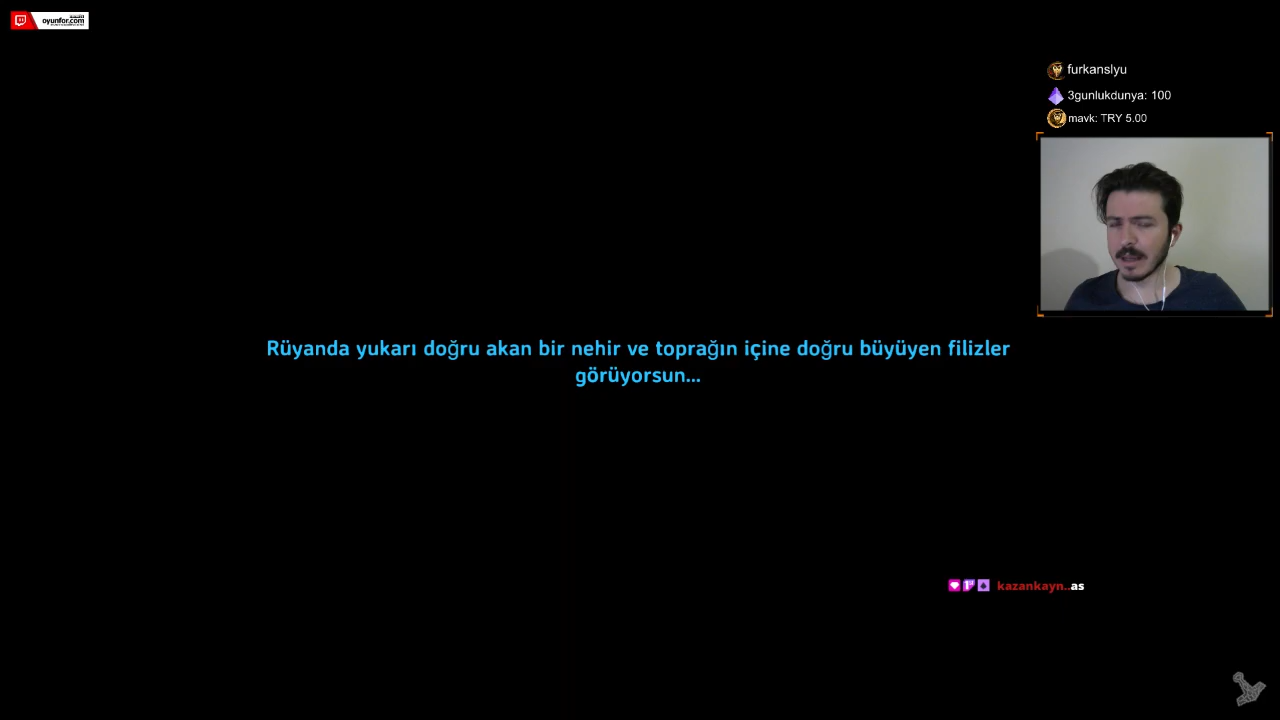 oyunfor.com
furkanslyu
3gunlukdunya: 100
mavk: TRY 5.00
Rüyanda yukarı doğru akan bir nehir ve toprağın içine doğru büyüyen filizler
görüyorsun...
kazankayn..as